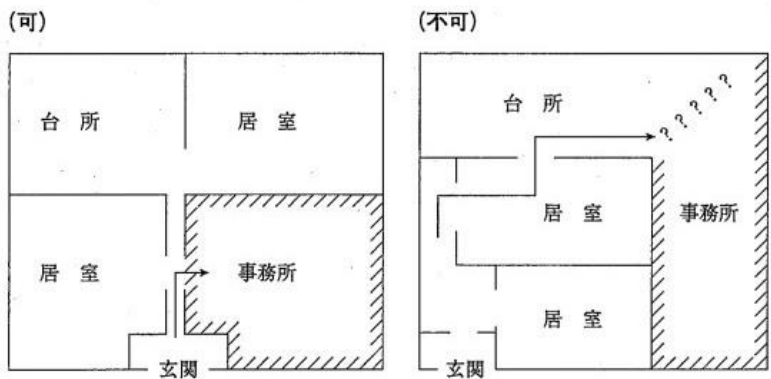 (可)
台 所
居 室
居 室
事務所
玄関
(不可)
台 所
? ? ? ? ?
居 室
事務所
居 室
玄関